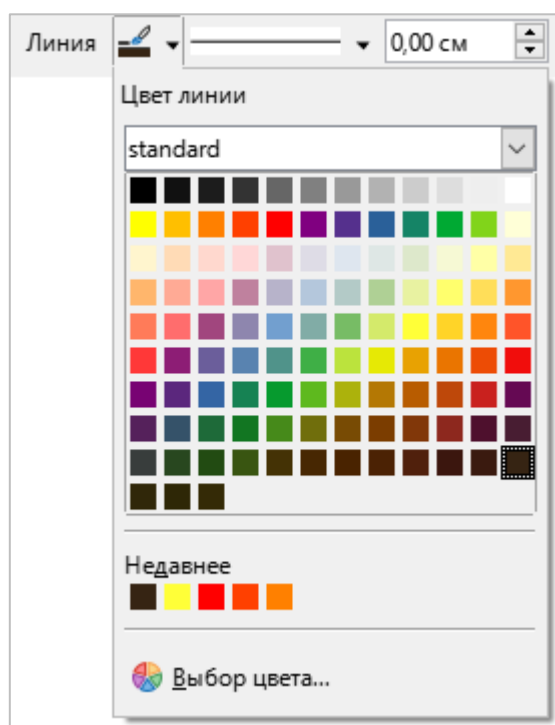 Линия 0,00 см
Цвет линии
standard
Недавнее
Выбор цвета...